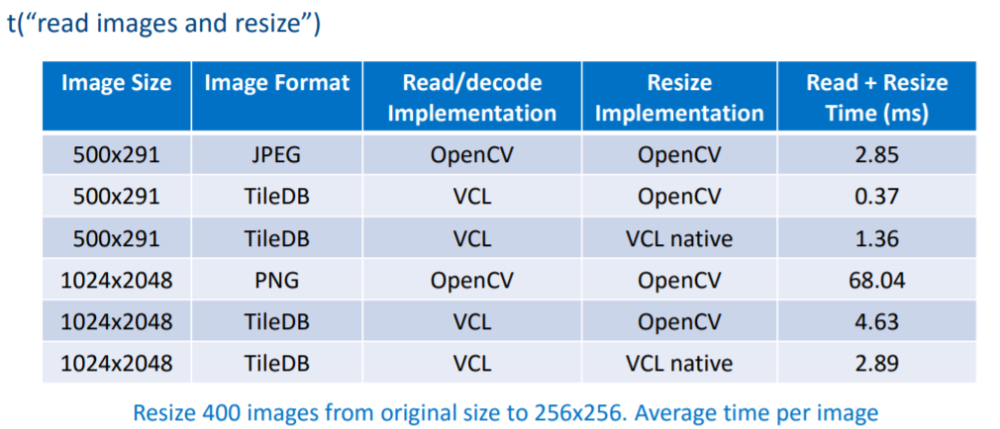 t(“read images and resize”)
Image Size Image Format Read/decode Implementation Resize Implementation Read + Resize Time (ms)
500x291 JPEG OpenCV OpenCV 2.85
500x291 TileDB VCL OpenCV 0.37
500x291 TileDB VCL VCL native 1.36
1024x2048 PNG OpenCV OpenCV 68.04
1024x2048 TileDB VCL OpenCV 4.63
1024x2048 TileDB VCL VCL native 2.89
Resize 400 images from original size to 256x256. Average time per image